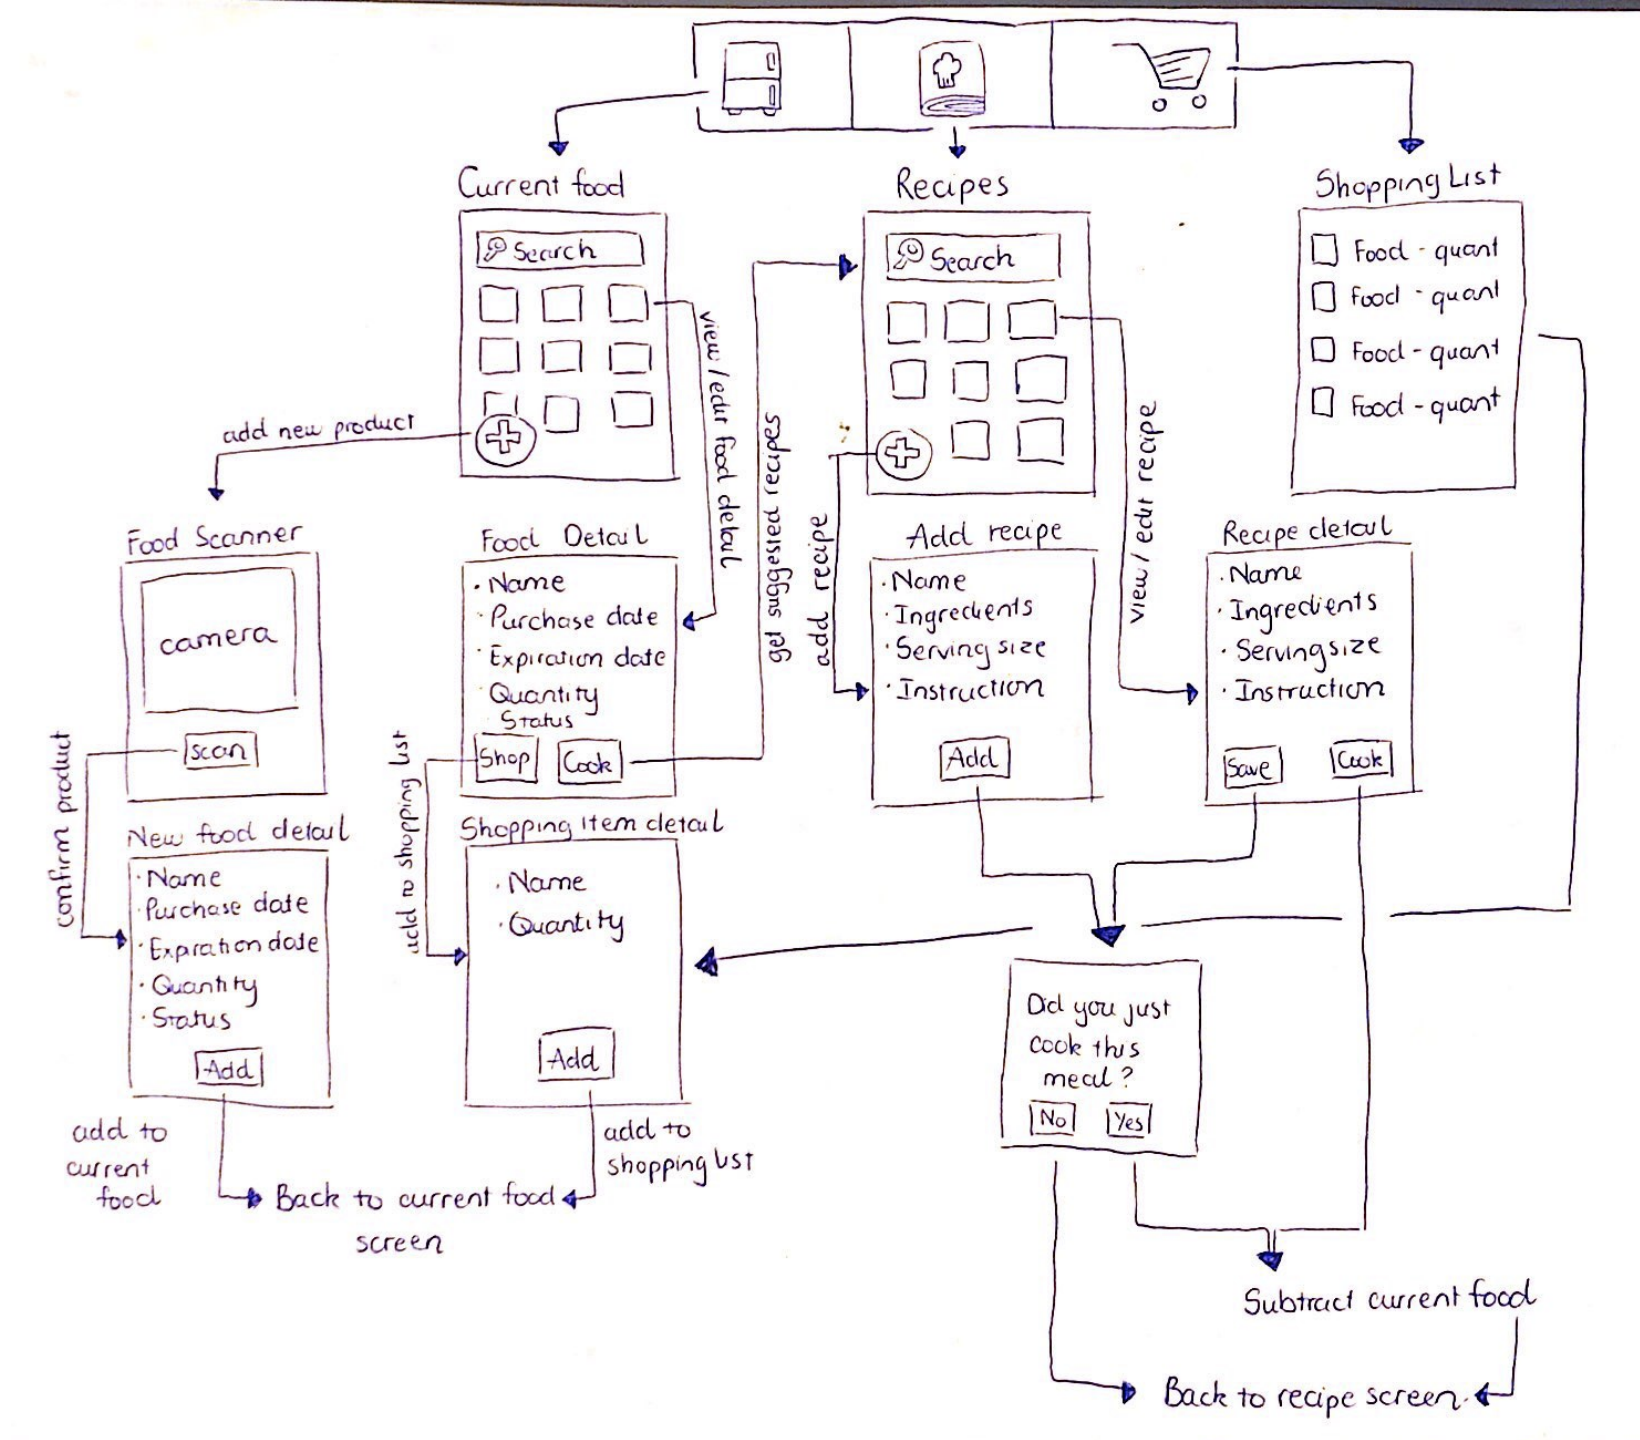 Current food
Recipes
Shopping List
Search
Search
Food - quant
Food - quant
Food - quant
Food - quant
view / edit food detail
get suggested recipes
add recipe
view / edit recipe
add new product
Food Scanner
camera
scan
Food Detail
· Name
· Purchase date
· Expiration date
· Quantity
Status
Shop
Cook
Add recipe
· Name
· Ingredients
· Serving size
· Instruction
Add
Recipe detail
· Name
· Ingredients
· Serving size
· Instruction
Save
Cook
confirm product
add to shopping list
New food detail
· Name
· Purchase date
· Expiration date
· Quantity
· Status
Add
Shopping item detail
· Name
· Quantity
Add
Did you just
cook this
meal?
No
Yes
add to
current
food
add to
shopping list
Back to current food
screen
Subtract current food
Back to recipe screen.